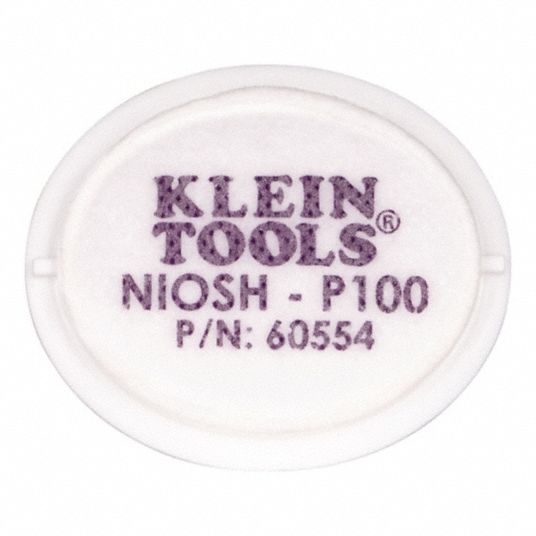 KLEIN
TOOLS®
NIOSH - P100
P/N: 60554